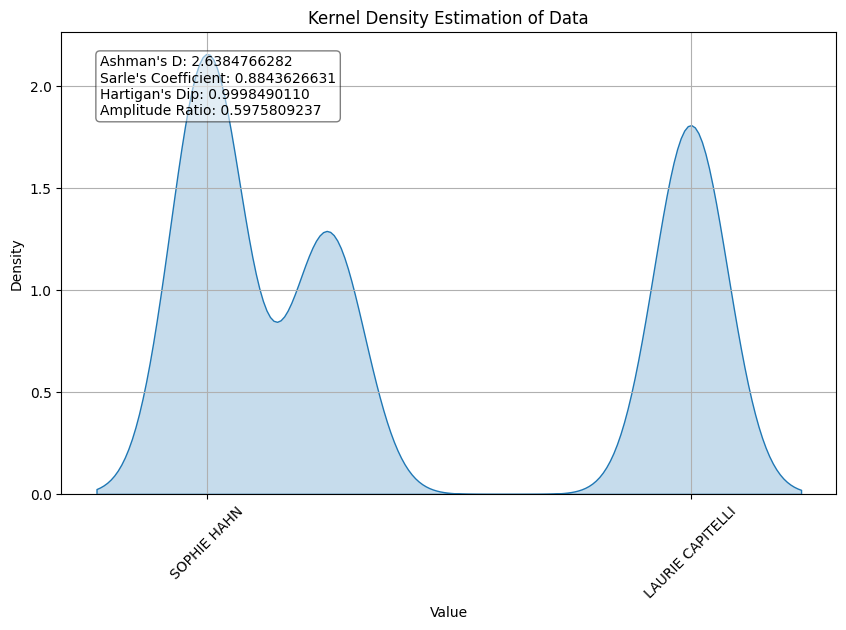 Kernel Density Estimation of Data
Ashman's D: 2.6384766282
Sarle's Coefficient: 0.8843626631
Hartigan's Dip: 0.9998490110
Amplitude Ratio: 0.5975809237
2.0
1.5
1.0
0.5
0.0
Density
SOPHIE HAHN
LAURIE CAPITELLI
Value